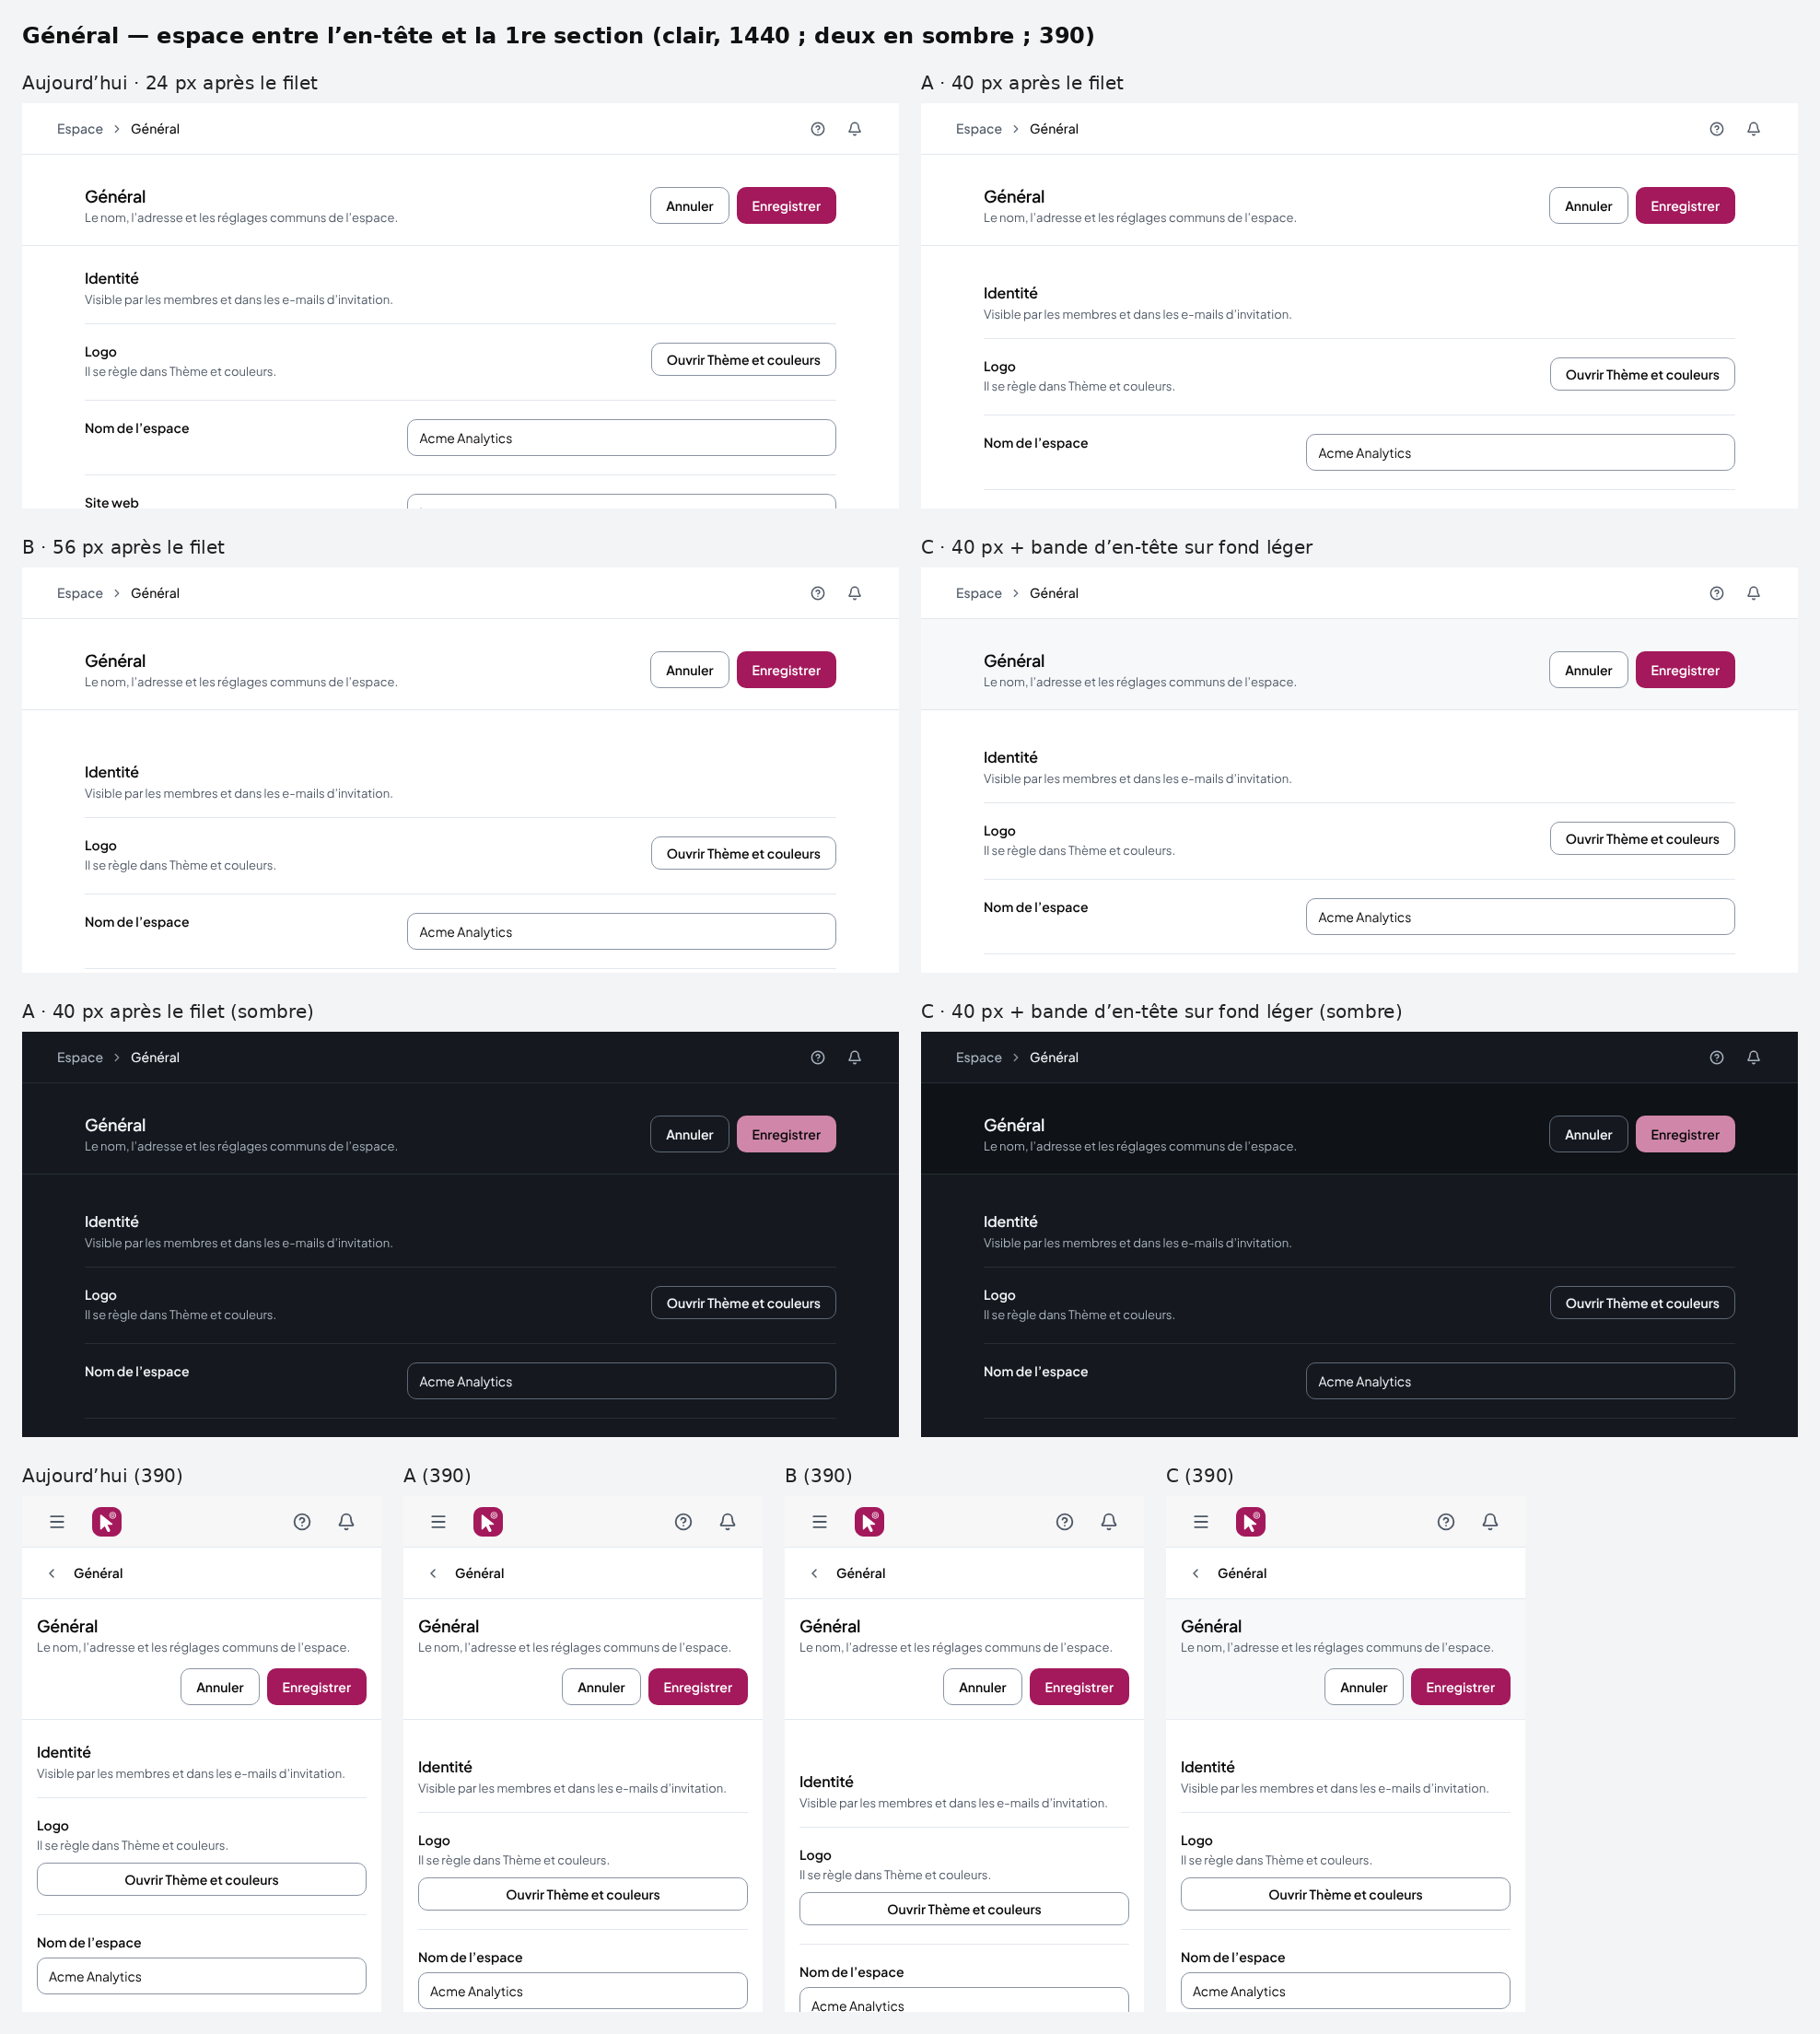 Général — espace entre l’en-tête et la 1re section (clair, 1440 ; deux en sombre ; 390)
Aujourd’hui · 24 px après le filet
Espace > Général
Général
Le nom, l’adresse et les réglages communs de l’espace.
Annuler
Enregistrer
Identité
Visible par les membres et dans les e-mails d’invitation.
Logo
Il se règle dans Thème et couleurs.
Ouvrir Thème et couleurs
Nom de l’espace
Acme Analytics
Site web
A · 40 px après le filet
Espace > Général
Général
Le nom, l’adresse et les réglages communs de l’espace.
Annuler
Enregistrer
Identité
Visible par les membres et dans les e-mails d’invitation.
Logo
Il se règle dans Thème et couleurs.
Ouvrir Thème et couleurs
Nom de l’espace
Acme Analytics
B · 56 px après le filet
Espace > Général
Général
Le nom, l’adresse et les réglages communs de l’espace.
Annuler
Enregistrer
Identité
Visible par les membres et dans les e-mails d’invitation.
Logo
Il se règle dans Thème et couleurs.
Ouvrir Thème et couleurs
Nom de l’espace
Acme Analytics
C · 40 px + bande d’en-tête sur fond léger
Espace > Général
Général
Le nom, l’adresse et les réglages communs de l’espace.
Annuler
Enregistrer
Identité
Visible par les membres et dans les e-mails d’invitation.
Logo
Il se règle dans Thème et couleurs.
Ouvrir Thème et couleurs
Nom de l’espace
Acme Analytics
A · 40 px après le filet (sombre)
Espace > Général
Général
Le nom, l’adresse et les réglages communs de l’espace.
Annuler
Enregistrer
Identité
Visible par les membres et dans les e-mails d’invitation.
Logo
Il se règle dans Thème et couleurs.
Ouvrir Thème et couleurs
Nom de l’espace
Acme Analytics
C · 40 px + bande d’en-tête sur fond léger (sombre)
Espace > Général
Général
Le nom, l’adresse et les réglages communs de l’espace.
Annuler
Enregistrer
Identité
Visible par les membres et dans les e-mails d’invitation.
Logo
Il se règle dans Thème et couleurs.
Ouvrir Thème et couleurs
Nom de l’espace
Acme Analytics
Aujourd’hui (390)
Général
Général
Le nom, l’adresse et les réglages communs de l’espace.
Annuler
Enregistrer
Identité
Visible par les membres et dans les e-mails d’invitation.
Logo
Il se règle dans Thème et couleurs.
Ouvrir Thème et couleurs
Nom de l’espace
Acme Analytics
A (390)
Général
Général
Le nom, l’adresse et les réglages communs de l’espace.
Annuler
Enregistrer
Identité
Visible par les membres et dans les e-mails d’invitation.
Logo
Il se règle dans Thème et couleurs.
Ouvrir Thème et couleurs
Nom de l’espace
Acme Analytics
B (390)
Général
Général
Le nom, l’adresse et les réglages communs de l’espace.
Annuler
Enregistrer
Identité
Visible par les membres et dans les e-mails d’invitation.
Logo
Il se règle dans Thème et couleurs.
Ouvrir Thème et couleurs
Nom de l’espace
Acme Analytics
C (390)
Général
Général
Le nom, l’adresse et les réglages communs de l’espace.
Annuler
Enregistrer
Identité
Visible par les membres et dans les e-mails d’invitation.
Logo
Il se règle dans Thème et couleurs.
Ouvrir Thème et couleurs
Nom de l’espace
Acme Analytics